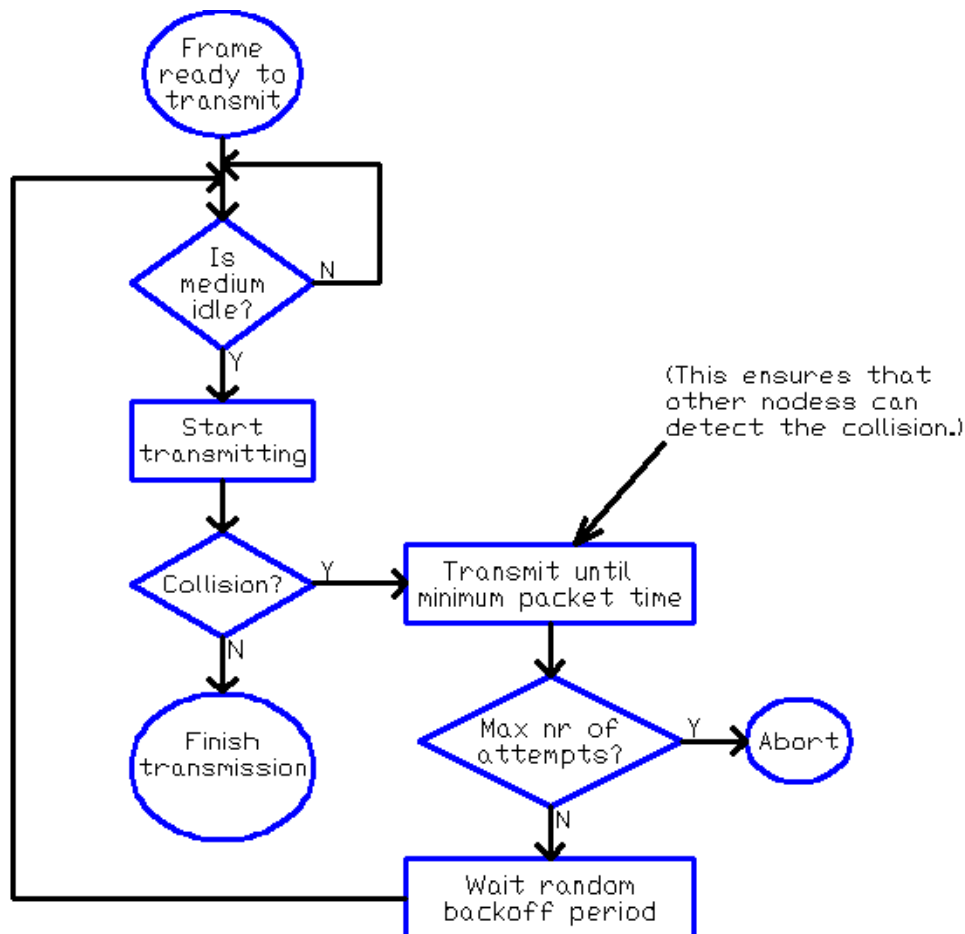 Frame
ready to
transmit
Is
medium
idle?
N
Y
Start
transmitting
(This ensures that
other nodess can
detect the collision.)
Collision?
Y
N
Transmit until
minimum packet time
Finish
transmission
Max nr of
attempts?
Y
N
Abort
Wait random
backoff period